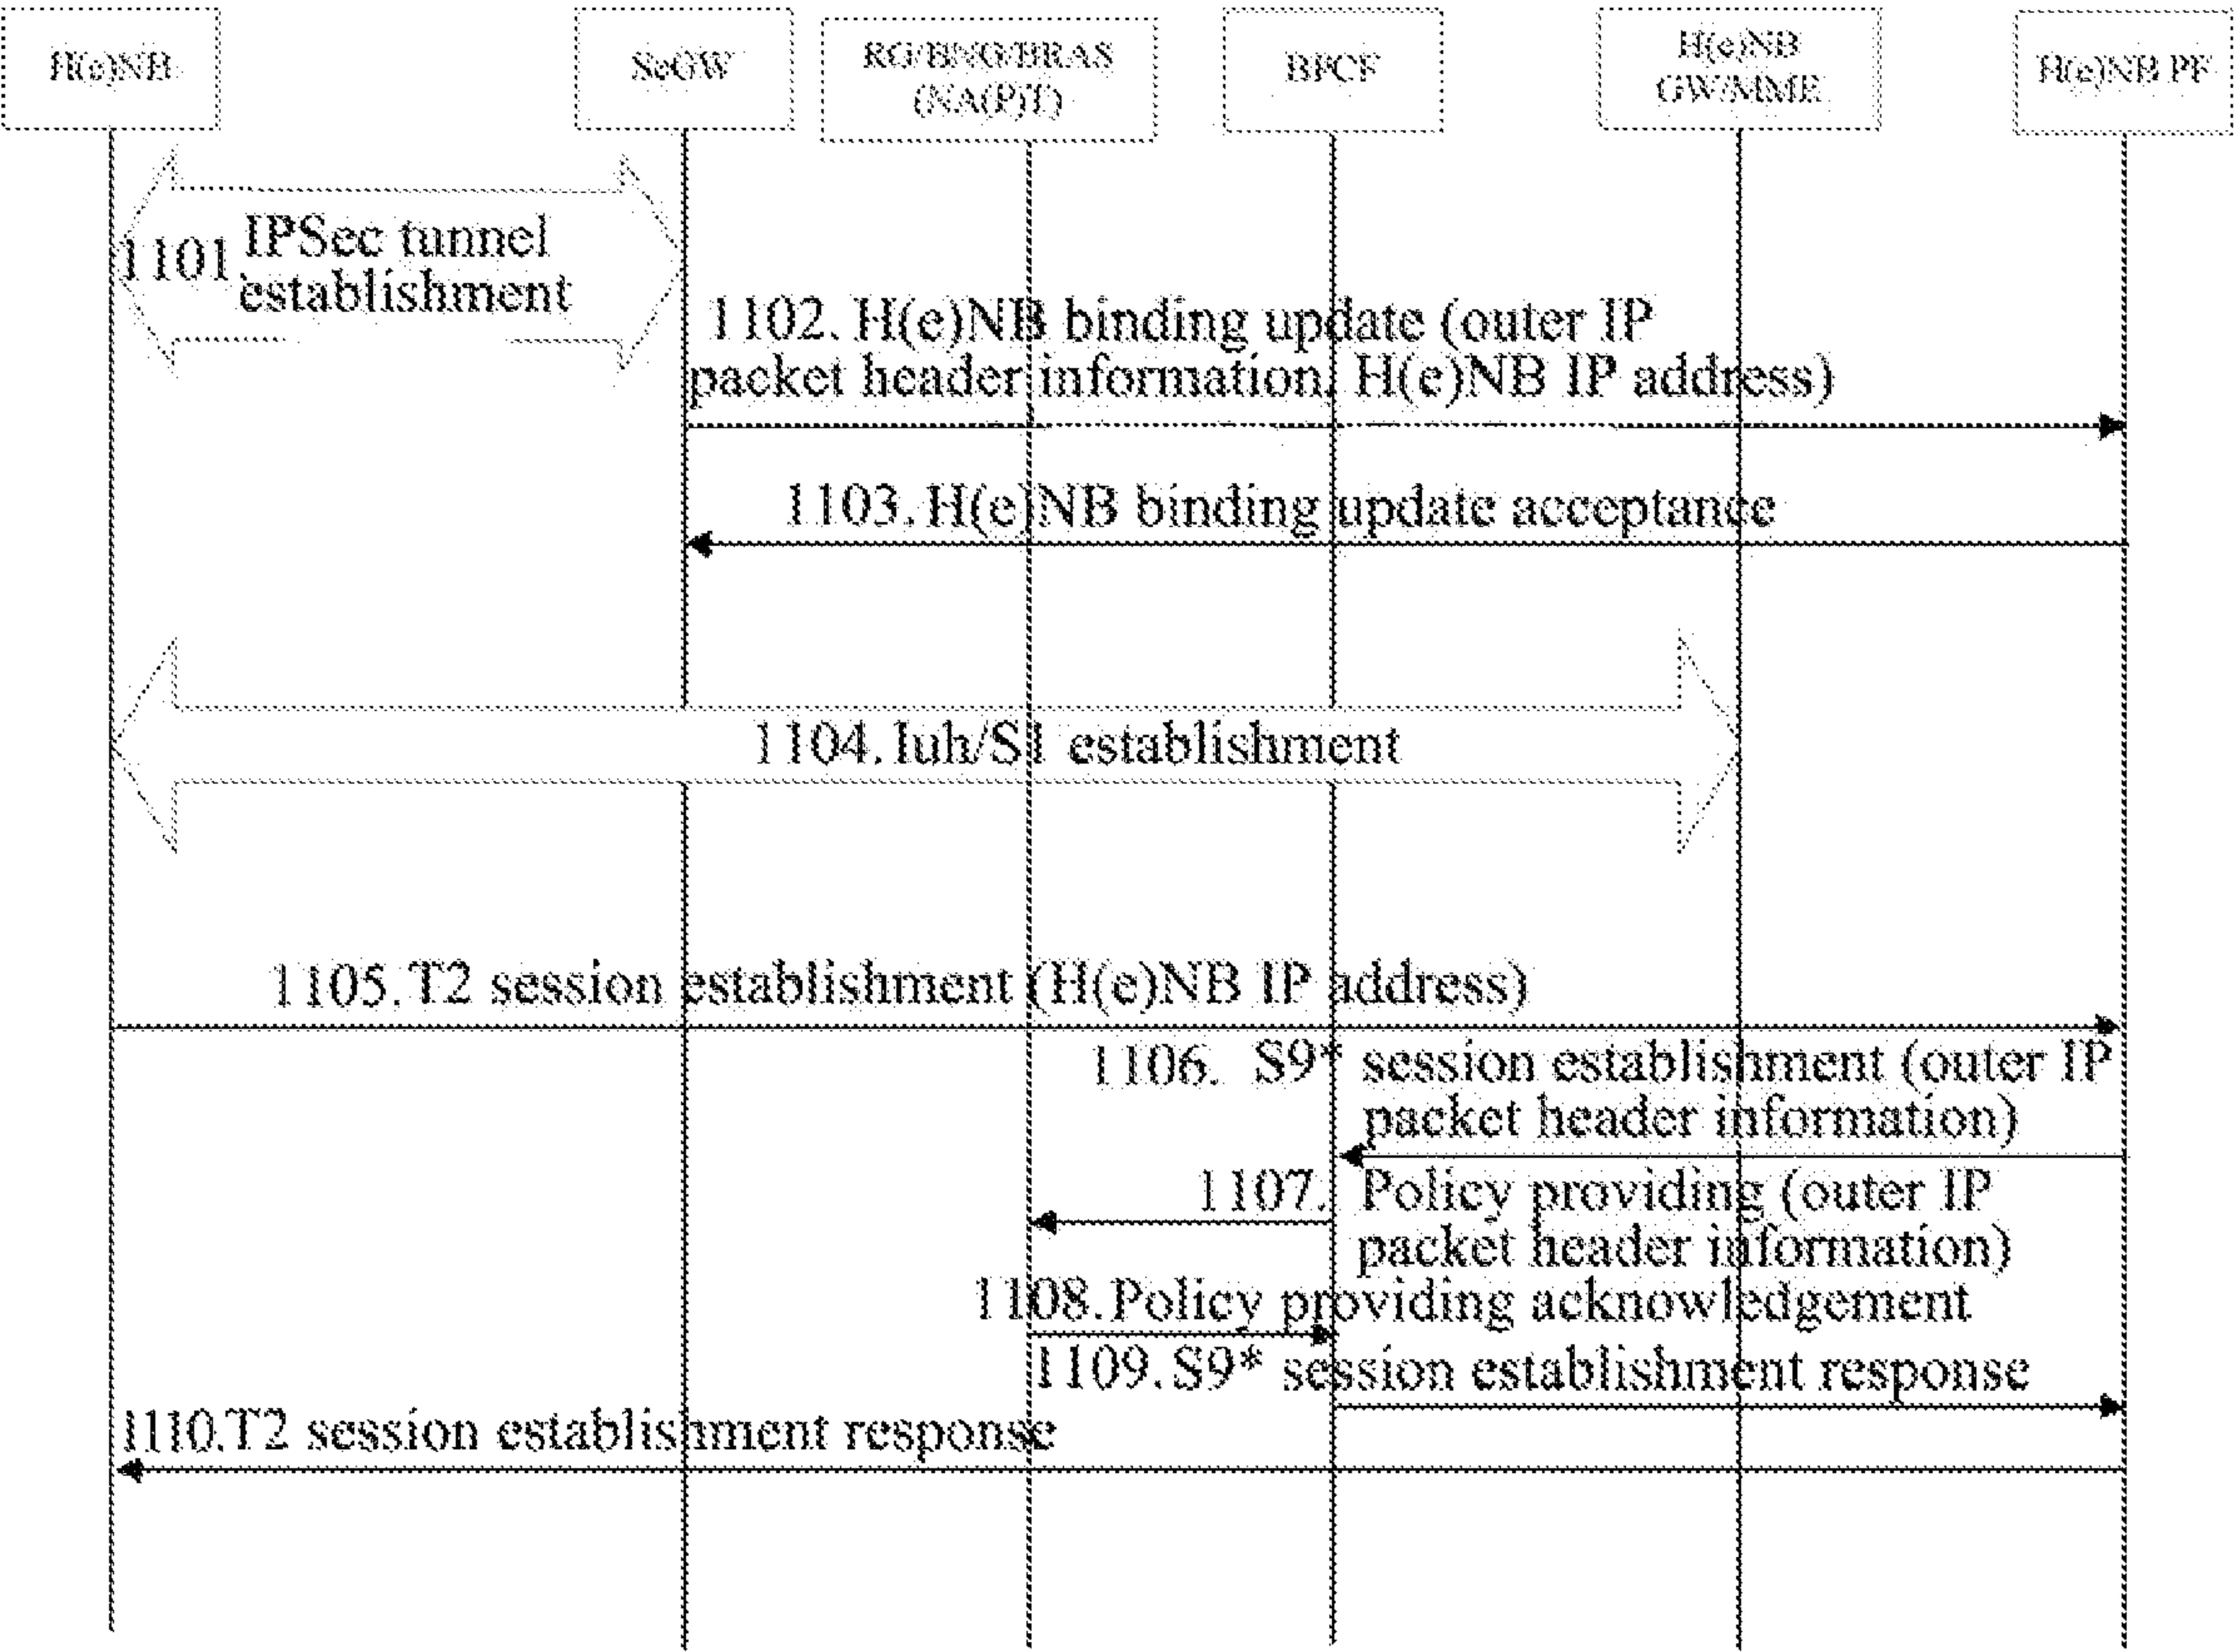 H(e)NB
SeGW
RG/BNG/BRAS
(NA(P)T)
BPCF
H(e)NB
GW/MME
H(e)NB PF
1101. IPSec tunnel
establishment
1102. H(e)NB binding update (outer IP
packet header information, H(e)NB IP address)
1103. H(e)NB binding update acceptance
1104. Iuh/S1 establishment
1105. T2 session establishment (H(e)NB IP address)
1106. S9* session establishment (outer IP
packet header information)
1107. Policy providing (outer IP
packet header information)
1108. Policy providing acknowledgement
1109. S9* session establishment response
1110. T2 session establishment response